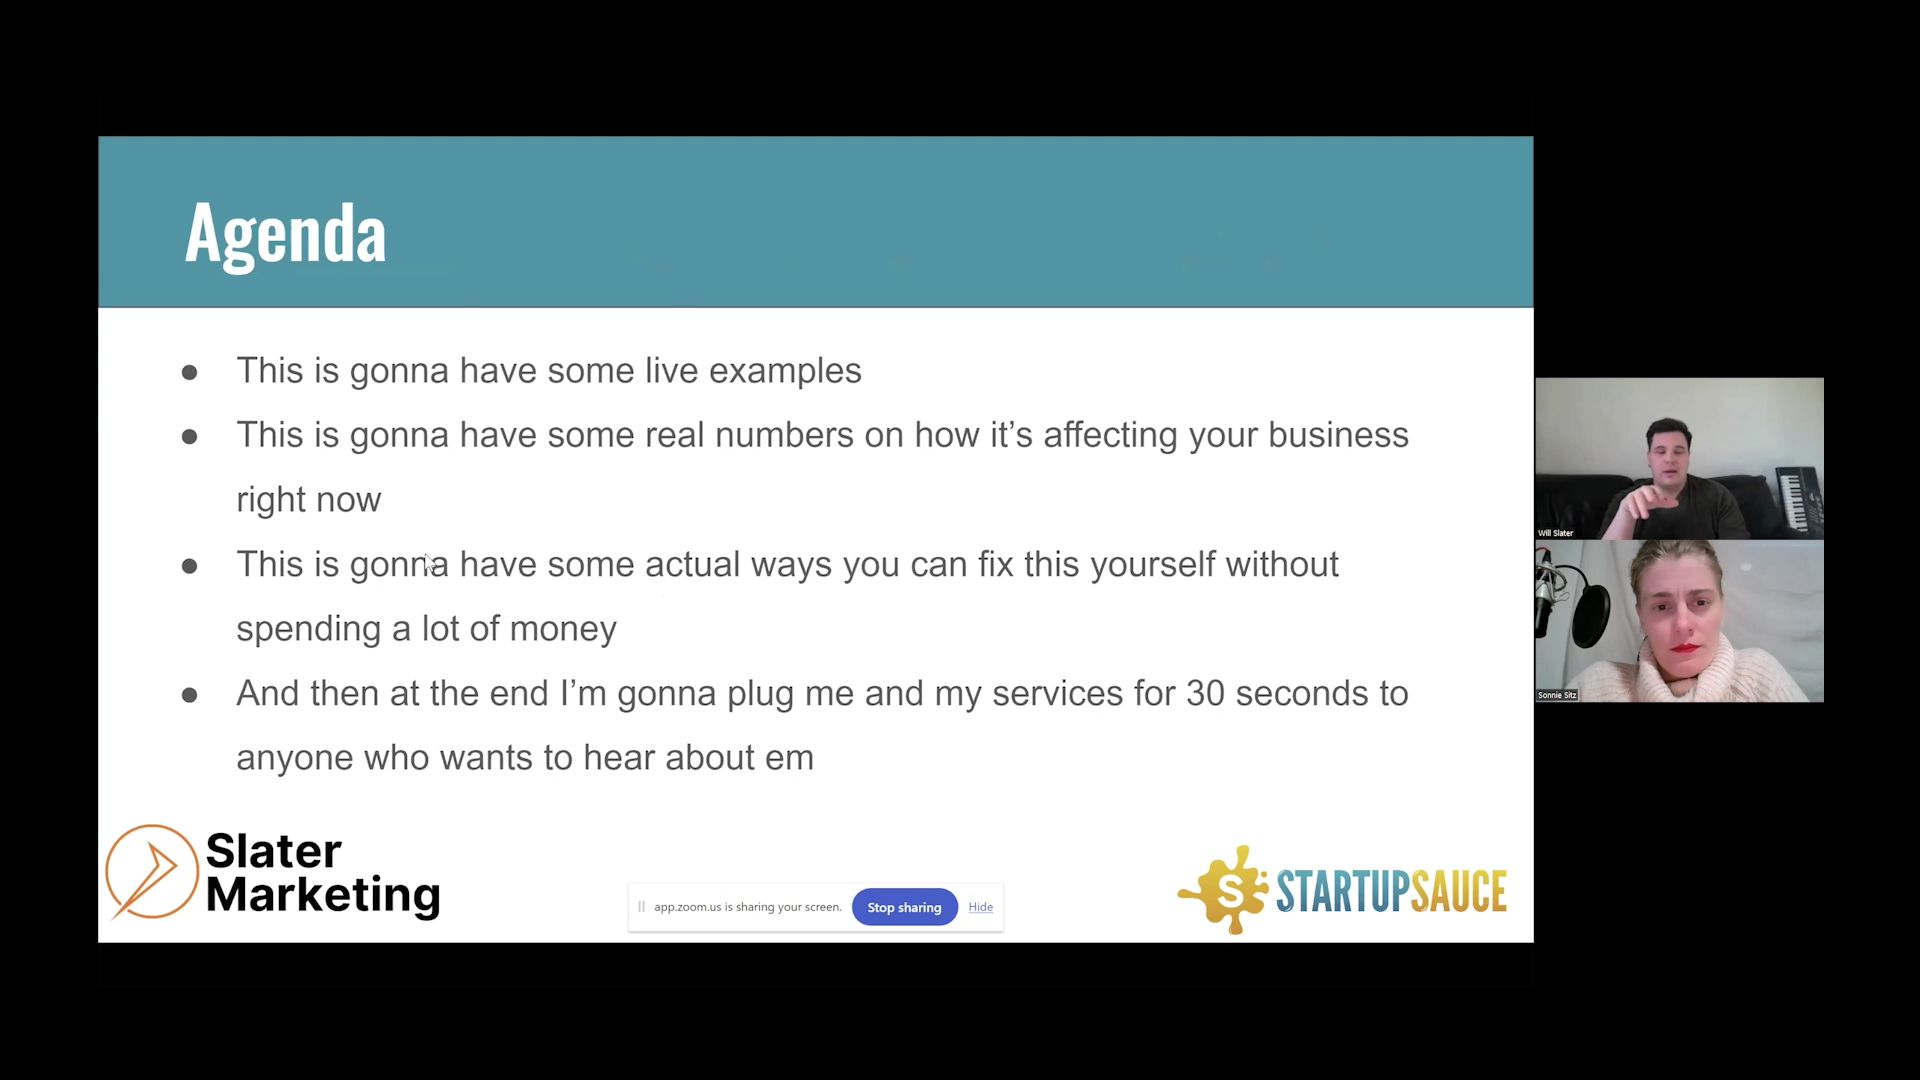 Agenda
● This is gonna have some live examples
● This is gonna have some real numbers on how it’s affecting your business
right now
● This is gonna have some actual ways you can fix this yourself without
spending a lot of money
● And then at the end I’m gonna plug me and my services for 30 seconds to
anyone who wants to hear about em
Slater
Marketing
app.zoom.us is sharing your screen.
Stop sharing
Hide
S STARTUPSAUCE
Will Slater
Sonnie Sitz